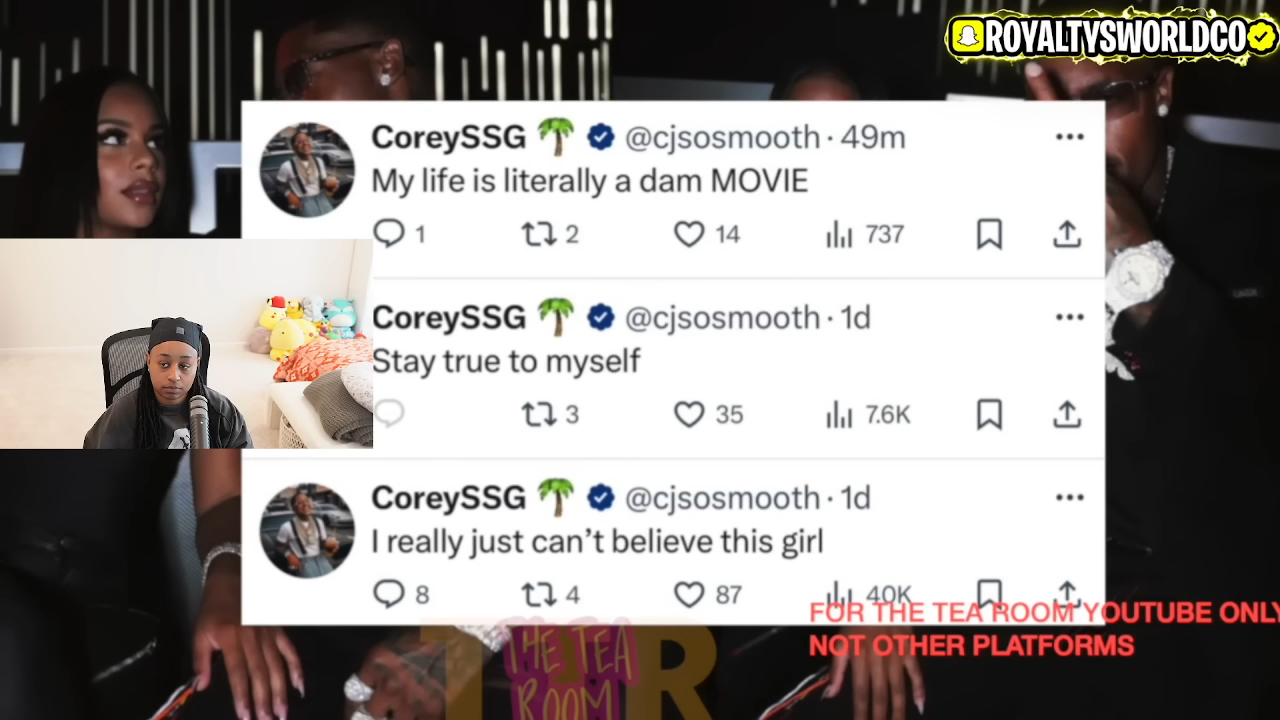 ROYALTYSWORLDCO
CoreySSG 🌴 @cjsosmooth · 49m
My life is literally a dam MOVIE
1 2 14 737
CoreySSG 🌴 @cjsosmooth · 1d
Stay true to myself
3 35 7.6K
CoreySSG 🌴 @cjsosmooth · 1d
I really just can’t believe this girl
8 4 87 40K
FOR THE TEA ROOM YOUTUBE ONLY
NOT OTHER PLATFORMS
THE TEA
ROOM
T R